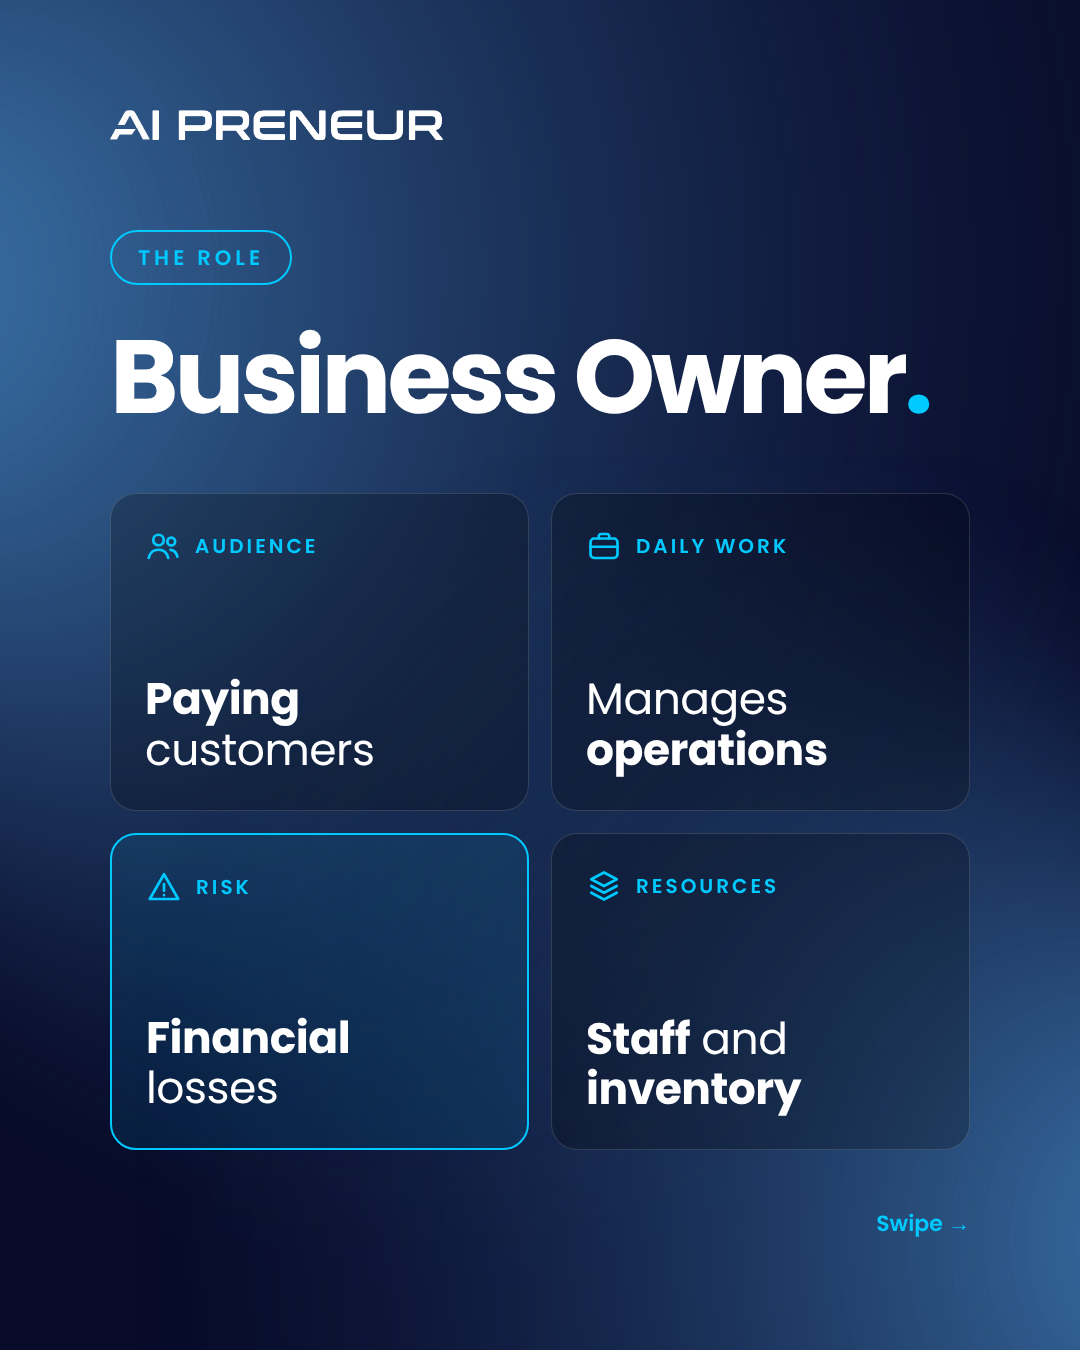 AI PRENEUR
THE ROLE
Business Owner.
AUDIENCE
Paying
customers
DAILY WORK
Manages
operations
RISK
Financial
losses
RESOURCES
Staff and
inventory
Swipe →